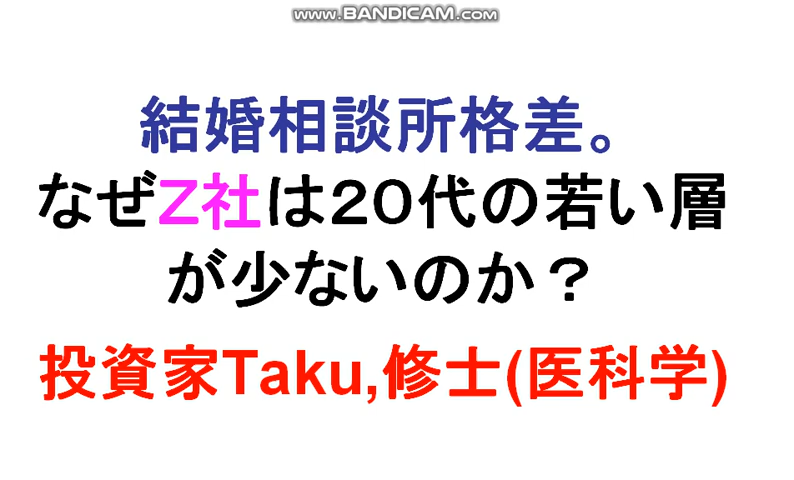 www.BANDICAM.com
結婚相談所格差。
なぜZ社は２０代の若い層
が少ないのか？
投資家Taku,修士(医科学)